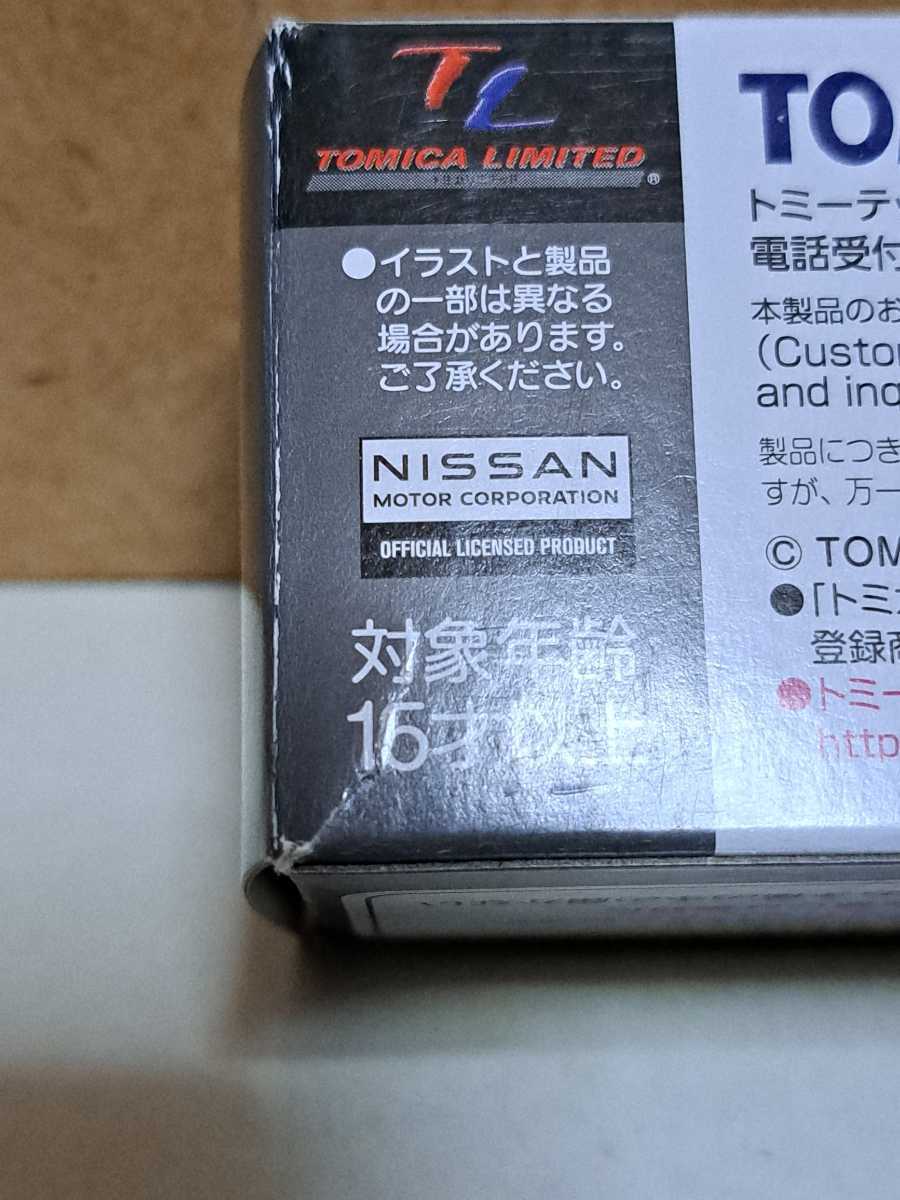 TL
TOMICA LIMITED
®
●イラストと製品
の一部は異なる
場合があります。
ご了承ください。
NISSAN
MOTOR CORPORATION
OFFICIAL LICENSED PRODUCT
対象年齢
15才以上
TO
トミーテッ
電話受付
本製品のお
(Custo
and inq
製品につき
すが、万一
© TOM
●「トミカ
登録商
●トミー
http